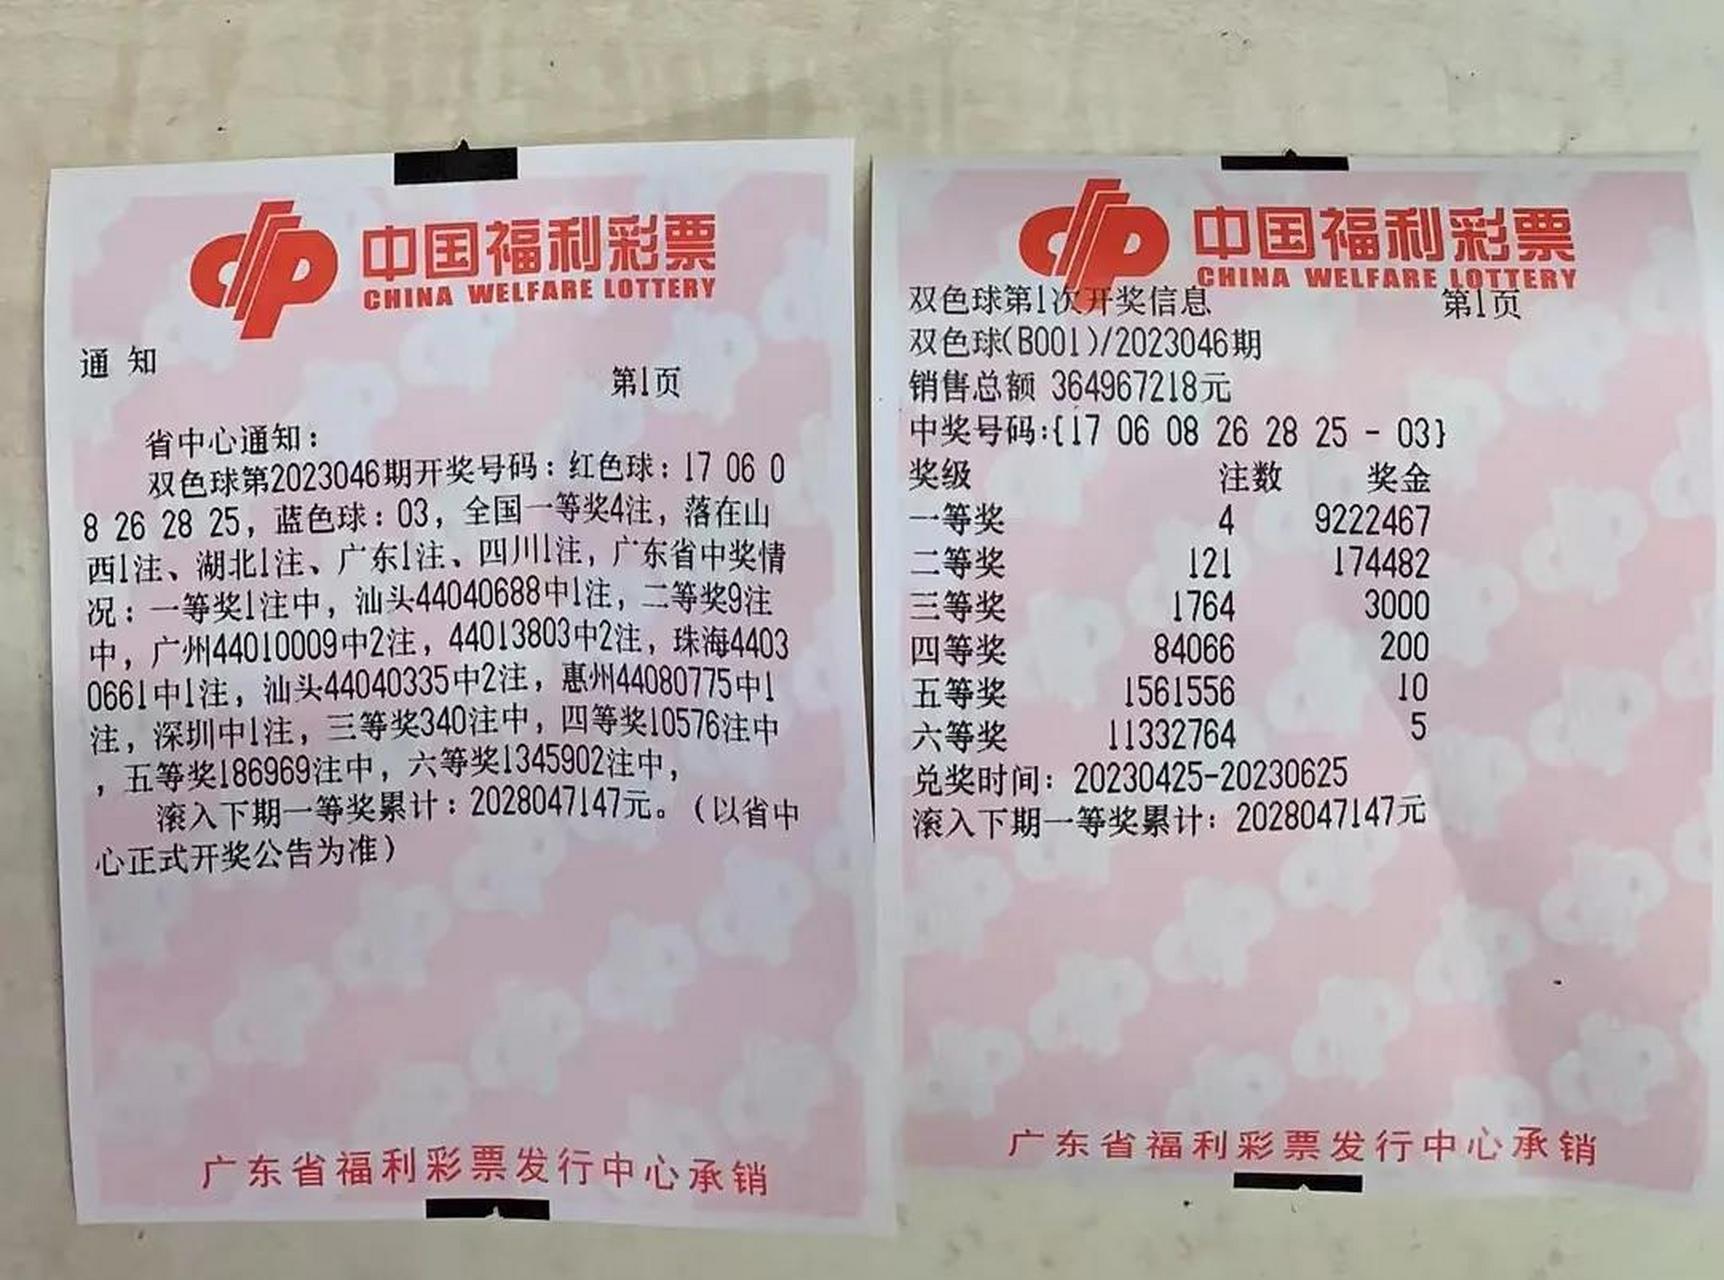 中国福利彩票
CHINA WELFARE LOTTERY
通 知
第1页
省中心通知：
双色球第2023046期开奖号码：红色球：17 06 0
8 26 28 25，蓝色球：03，全国一等奖4注，落在山
西1注、湖北1注、广东1注、四川1注，广东省中奖情
况：一等奖1注中，汕头44040688中1注，二等奖9注
中，广州44010009中2注，44013803中2注，珠海4403
0661中1注，汕头44040335中2注，惠州44080775中1
注，深圳中1注，三等奖340注中，四等奖10576注中
，五等奖186969注中，六等奖1345902注中，
滚入下期一等奖累计：2028047147元。（以省中
心正式开奖公告为准）
广东省福利彩票发行中心承销
中国福利彩票
CHINA WELFARE LOTTERY
双色球第1次开奖信息 第1页
双色球(B001)/2023046期
销售总额 364967218元
中奖号码:{17 06 08 26 28 25 - 03}
奖级 注数 奖金
一等奖 4 9222467
二等奖 121 174482
三等奖 1764 3000
四等奖 84066 200
五等奖 1561556 10
六等奖 11332764 5
兑奖时间：20230425-20230625
滚入下期一等奖累计：2028047147元
广东省福利彩票发行中心承销